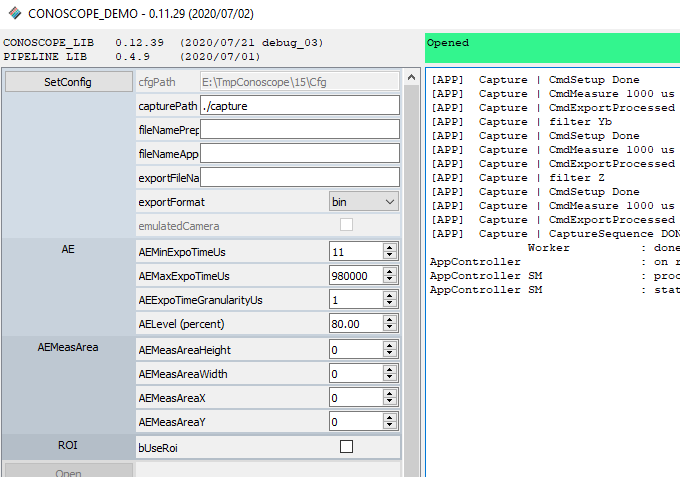 CONOSCOPE_DEMO - 0.11.29 (2020/07/02)
CONOSCOPE_LIB 0.12.39 (2020/07/21 debug_03)
PIPELINE LIB 0.4.9 (2020/07/01)
Opened
SetConfig
cfgPath E:\TmpConoscope\15\Cfg
capturePath ./capture
fileNamePrep
fileNameApp
exportFileNa
exportFormat bin
emulatedCamera
AE
AEMinExpoTimeUs 11
AEMaxExpoTimeUs 980000
AEExpoTimeGranularityUs 1
AELevel (percent) 80.00
AEMeasArea
AEMeasAreaHeight 0
AEMeasAreaWidth 0
AEMeasAreaX 0
AEMeasAreaY 0
ROI
bUseRoi
Open
[APP] Capture | CmdSetup Done
[APP] Capture | CmdMeasure 1000 us
[APP] Capture | CmdExportProcessed
[APP] Capture | filter Yb
[APP] Capture | CmdSetup Done
[APP] Capture | CmdMeasure 1000 us
[APP] Capture | CmdExportProcessed
[APP] Capture | filter Z
[APP] Capture | CmdSetup Done
[APP] Capture | CmdMeasure 1000 us
[APP] Capture | CmdExportProcessed
[APP] Capture | CaptureSequence DON
Worker : done
AppController : on r
AppController SM : proc
AppController SM : stat